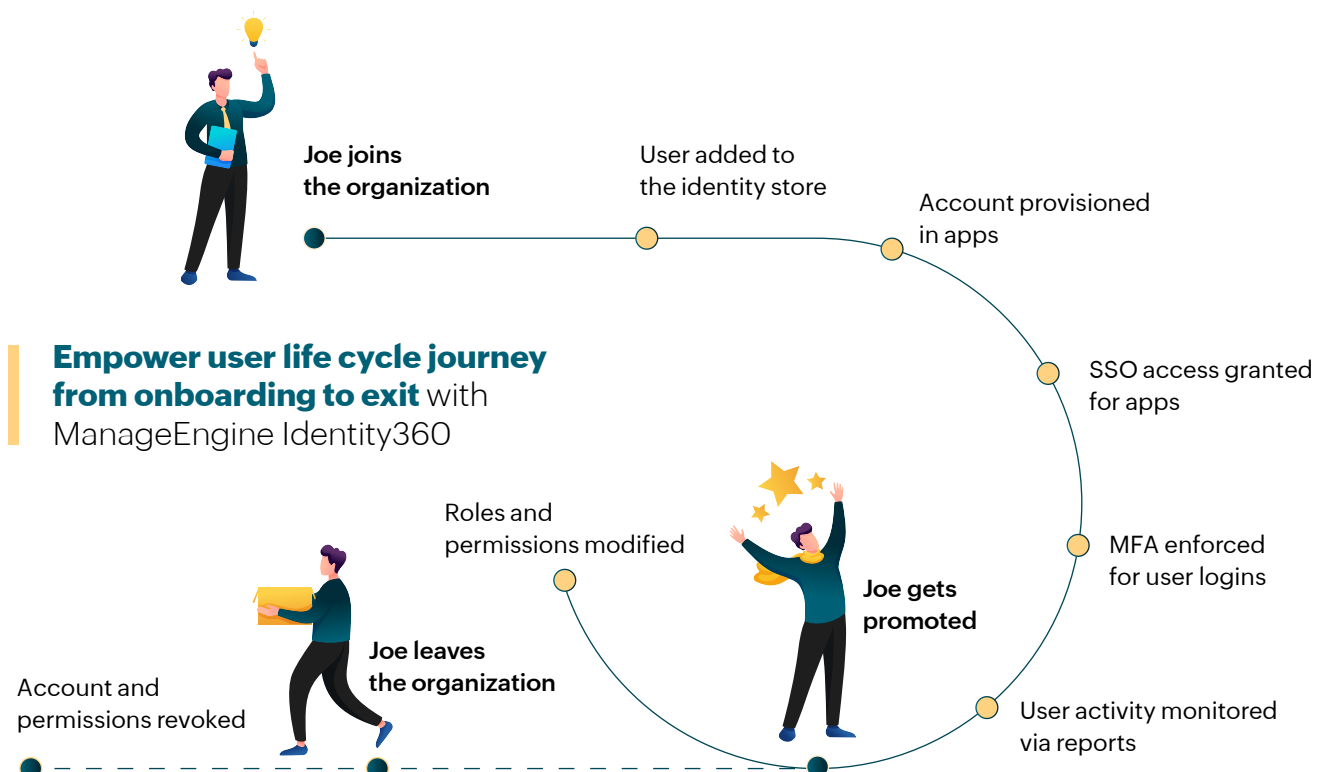 Joe joins
the organization
User added to
the identity store
Account provisioned
in apps
SSO access granted
for apps
Empower user life cycle journey
from onboarding to exit with
ManageEngine Identity360
MFA enforced
for user logins
User activity monitored
via reports
Joe gets
promoted
Roles and
permissions modified
Joe leaves
the organization
Account and
permissions revoked